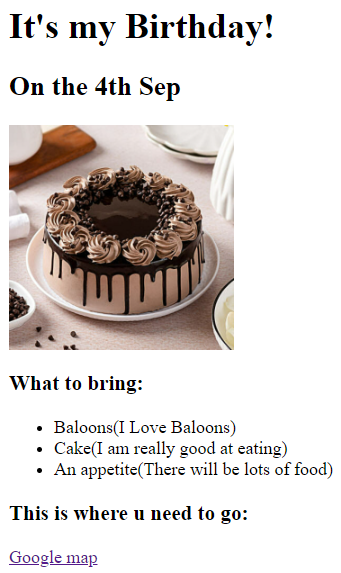 It's my Birthday!
On the 4th Sep
What to bring:
Baloons(I Love Baloons)
Cake(I am really good at eating)
An appetite(There will be lots of food)
This is where u need to go:
Google map